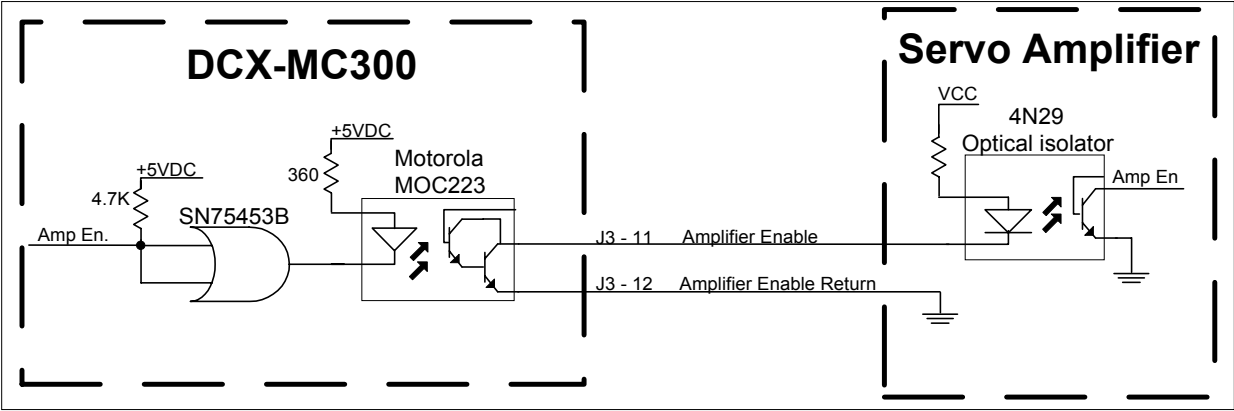 DCX-MC300
Servo Amplifier
+5VDC
4.7K
Amp En.
SN75453B
+5VDC
360
Motorola
MOC223
J3 - 11 Amplifier Enable
J3 - 12 Amplifier Enable Return
VCC
4N29
Optical isolator
Amp En